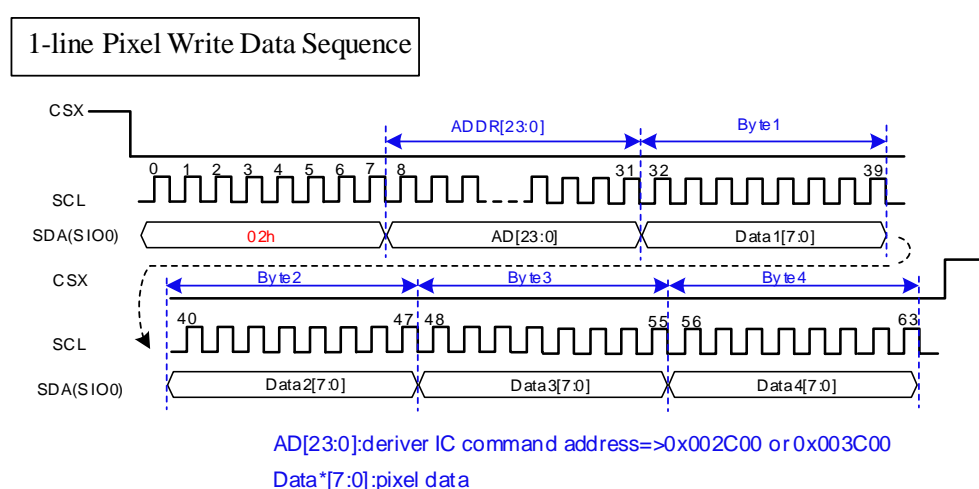 1-line Pixel Write Data Sequence
CSX
ADDR[23:0]
Byte1
0 1 2 3 4 5 6 7 8 31 32 39
SCL
SDA(SIO0)
02h
AD[23:0]
Data1[7:0]
CSX
Byte2
Byte3
Byte4
40 47 48 55 56 63
SCL
SDA(SIO0)
Data2[7:0]
Data3[7:0]
Data4[7:0]
AD[23:0]:deriver IC command address=>0x002C00 or 0x003C00
Data*[7:0]:pixel data